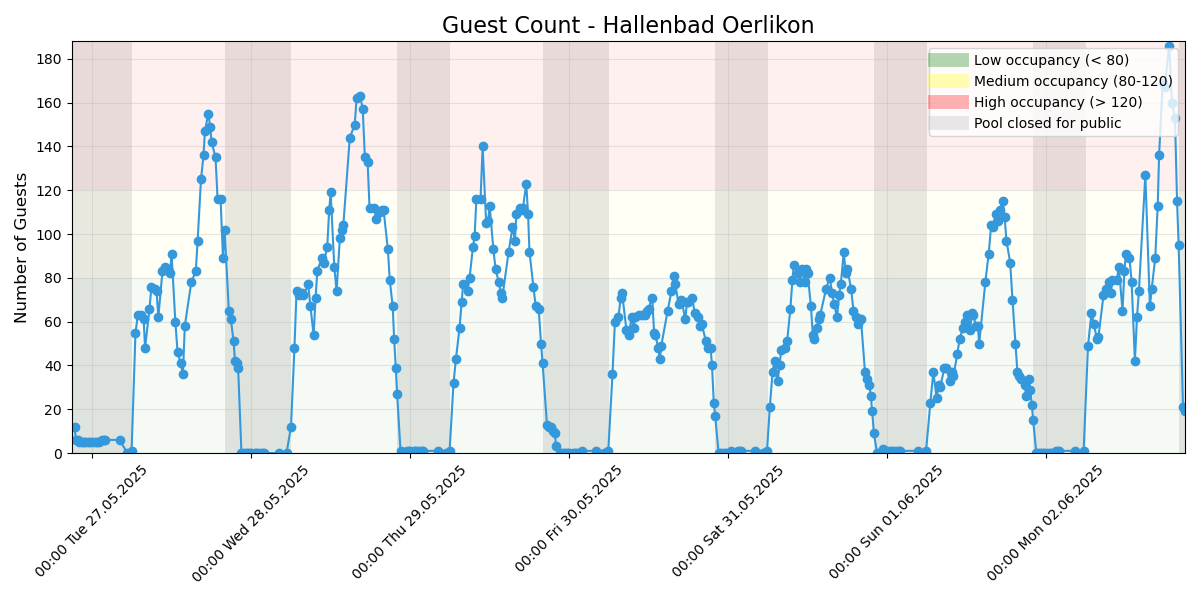 Guest Count - Hallenbad Oerlikon
Number of Guests
180
160
140
120
100
80
60
40
20
0
Low occupancy (< 80)
Medium occupancy (80-120)
High occupancy (> 120)
Pool closed for public
00:00 Tue 27.05.2025
00:00 Wed 28.05.2025
00:00 Thu 29.05.2025
00:00 Fri 30.05.2025
00:00 Sat 31.05.2025
00:00 Sun 01.06.2025
00:00 Mon 02.06.2025